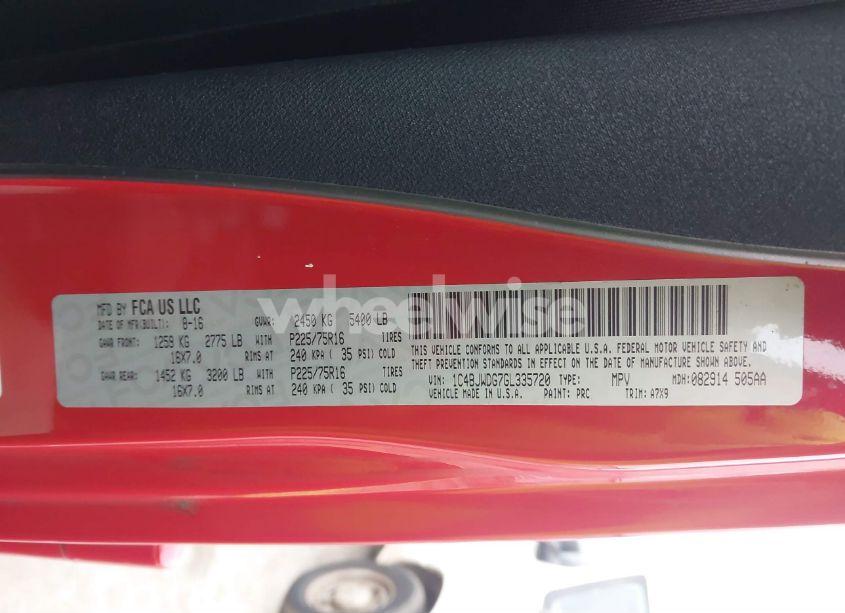 wheelwise
MFD BY FCA US LLC
DATE OF MFR(BUILT): 8-16 GVWR: 2450 KG 5400 LB
GAWR FRONT: 1259 KG 2775 LB WITH P225/75R16 TIRES
16X7.0 RIMS AT 240 KPA ( 35 PSI) COLD
GAWR REAR: 1452 KG 3200 LB WITH P225/75R16 TIRES
16X7.0 RIMS AT 240 KPA ( 35 PSI) COLD
THIS VEHICLE CONFORMS TO ALL APPLICABLE U.S.A. FEDERAL MOTOR VEHICLE SAFETY AND
THEFT PREVENTION STANDARDS IN EFFECT ON THE DATE OF MANUFACTURE SHOWN ABOVE.
VIN: 1C4BJWDG7GL335720 TYPE: MPV MDH: 082914 505AA
VEHICLE MADE IN U.S.A. PAINT: PRC TRIM: A7X9